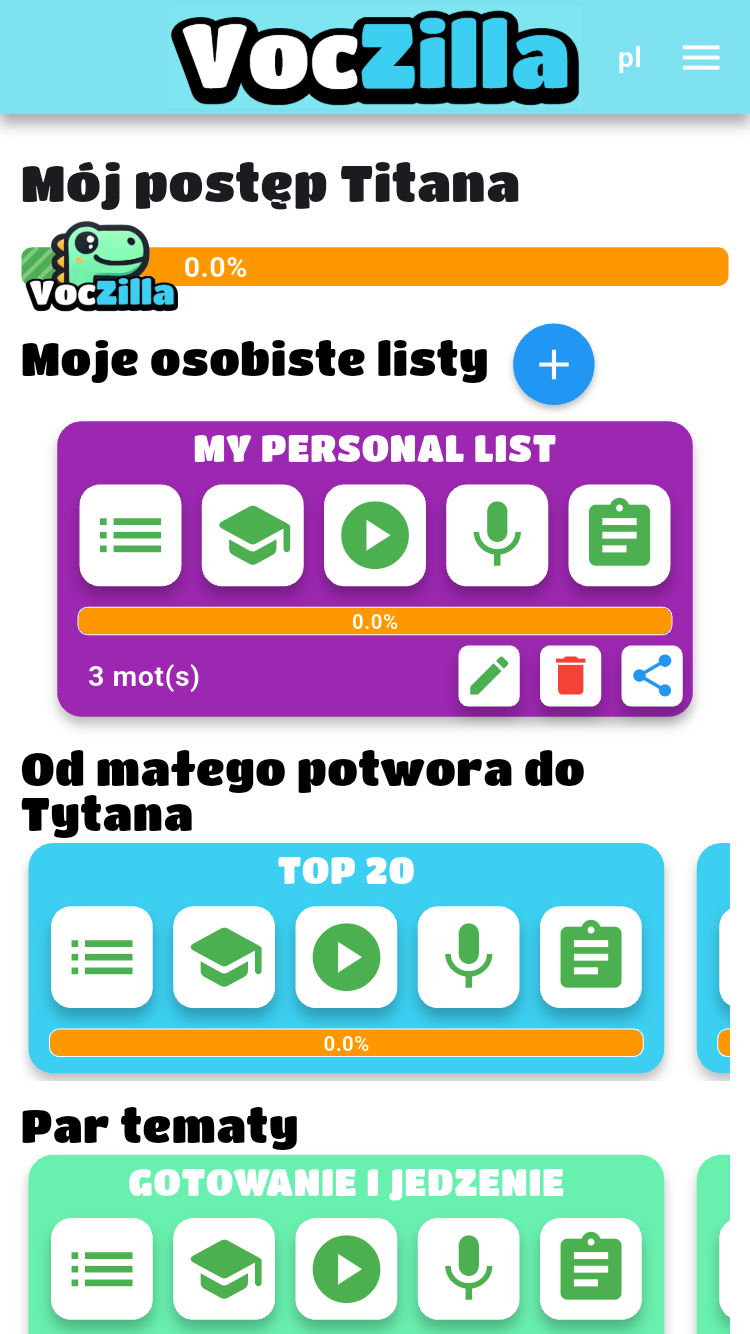 VocZilla
pl
Mój postęp Titana
0.0%
VocZilla
Moje osobiste listy
MY PERSONAL LIST
0.0%
3 mot(s)
Od małego potwora do
Tytana
TOP 20
0.0%
Par tematy
GOTOWANIE I JEDZENIE